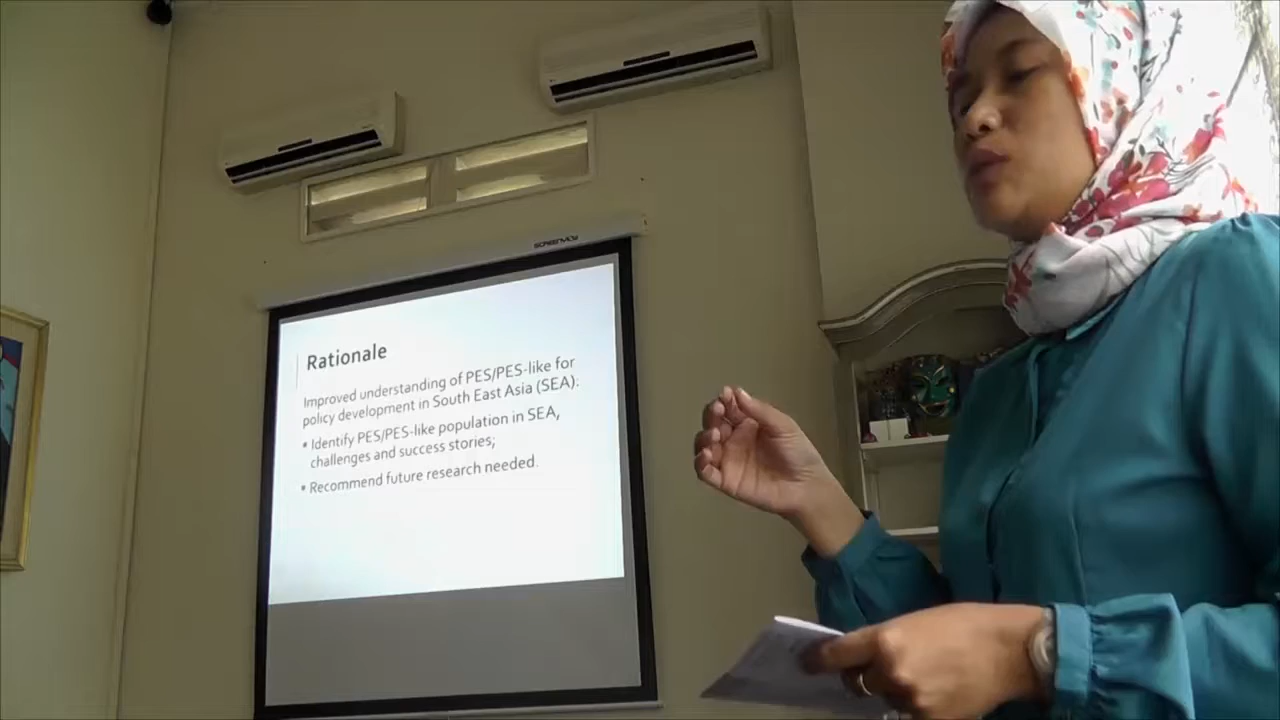 SCREENVIEW
Rationale
Improved understanding of PES/PES-like for
policy development in South East Asia (SEA):
• Identify PES/PES-like population in SEA,
challenges and success stories;
• Recommend future research needed.